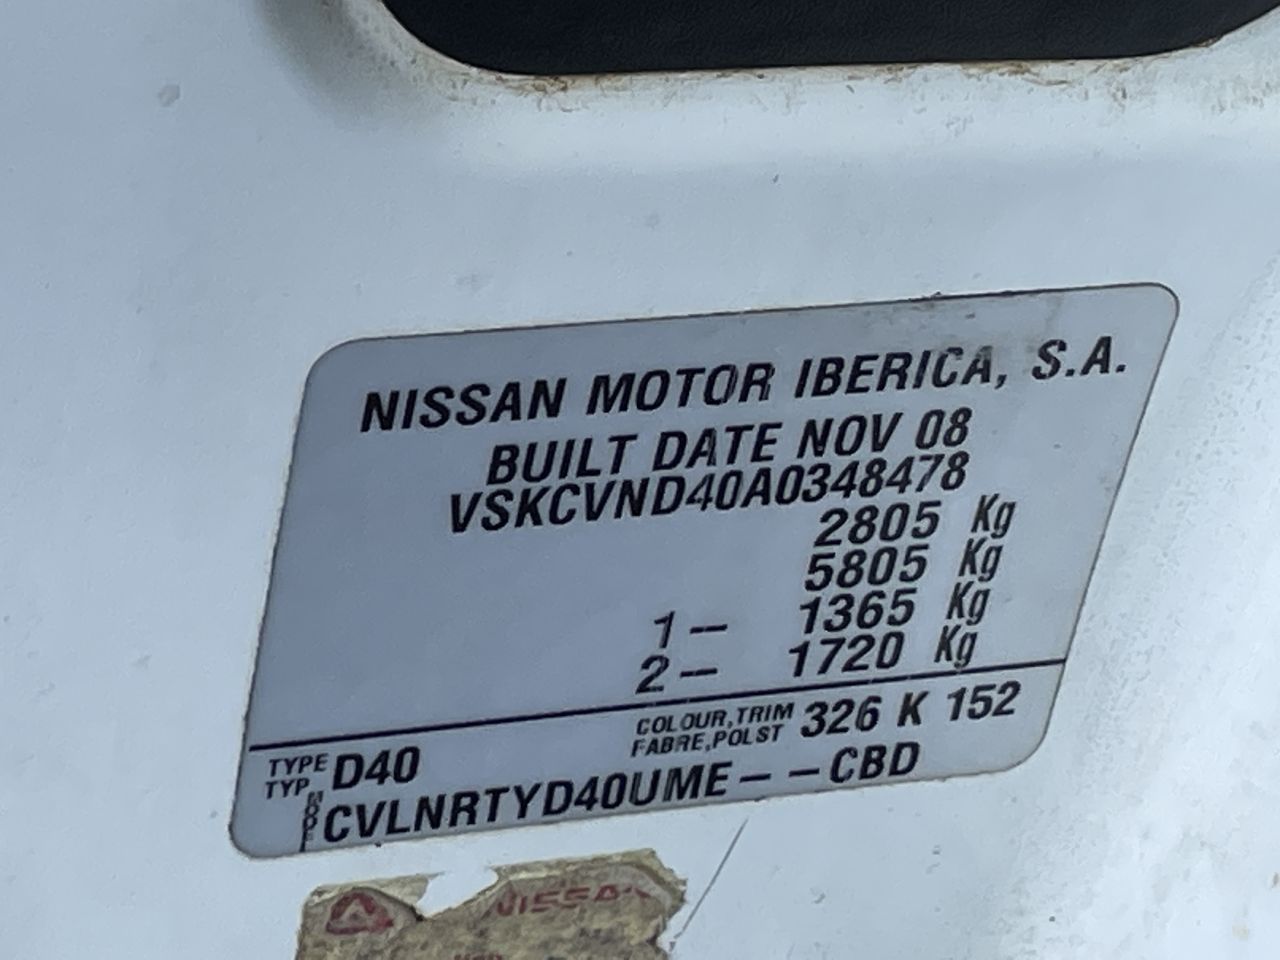 NISSAN MOTOR IBERICA, S.A.
BUILT DATE NOV 08
VSKCVND40A0348478
2805 Kg
5805 Kg
1– 1365 Kg
2– 1720 Kg
TYPE TYP D40 COLOUR,TRIM FABRE,POLST 326 K 152
CVLNRTYD40UME– –CBD
NISSAN